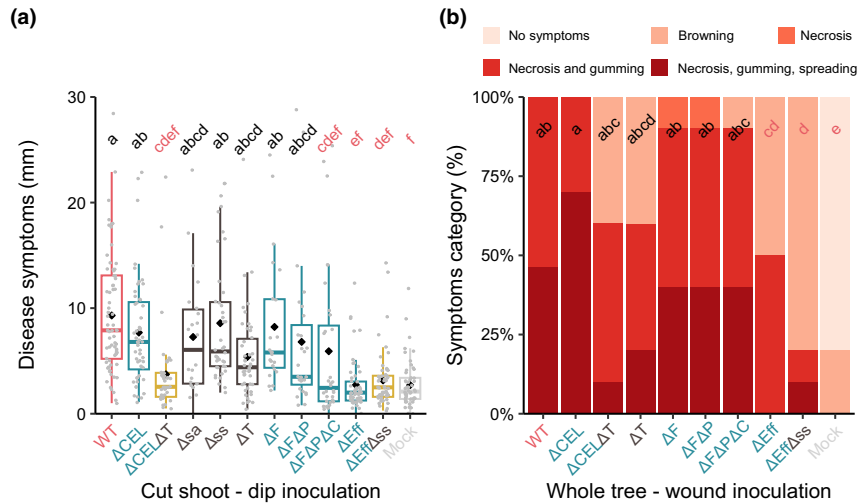 (a)
30
20
10
0
Disease symptoms (mm)
a
ab
cdef
abcd
ab
abcd
ab
abcd
cdef
ef
def
f
WT
ΔCEL
ΔCELΔT
Δsa
Δss
ΔT
ΔF
ΔFΔP
ΔFΔPΔC
ΔEff
ΔEffΔss
Mock
Cut shoot - dip inoculation
(b)
No symptoms
Browning
Necrosis
Necrosis and gumming
Necrosis, gumming, spreading
100%
75%
50%
25%
0%
Symptoms category (%)
ab
a
abc
abcd
ab
ab
abc
cd
d
e
WT
ΔCEL
ΔCELΔT
ΔT
ΔF
ΔFΔP
ΔFΔPΔC
ΔEff
ΔEffΔss
Mock
Whole tree - wound inoculation